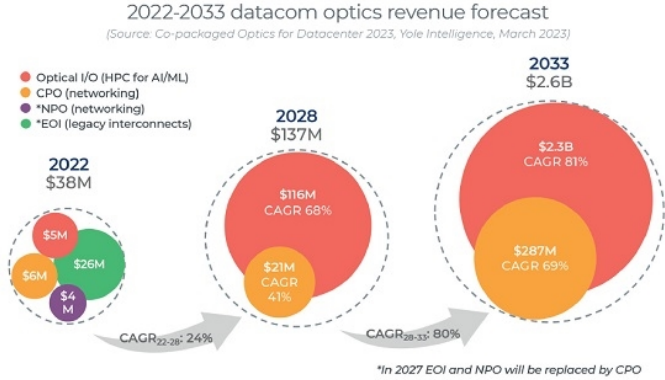 2022-2033 datacom optics revenue forecast
(Source: Co-packaged Optics for Datacenter 2023, Yole Intelligence, March 2023)
Optical I/O (HPC for AI/ML)
CPO (networking)
*NPO (networking)
*EOI (legacy interconnects)
2022
$38M
$5M
$26M
$6M
$4
M
2028
$137M
$116M
CAGR 68%
$21M
CAGR
41%
2033
$2.6B
$2.3B
CAGR 81%
$287M
CAGR 69%
CAGR22-28: 24%
CAGR28-33: 80%
*In 2027 EOI and NPO will be replaced by CPO